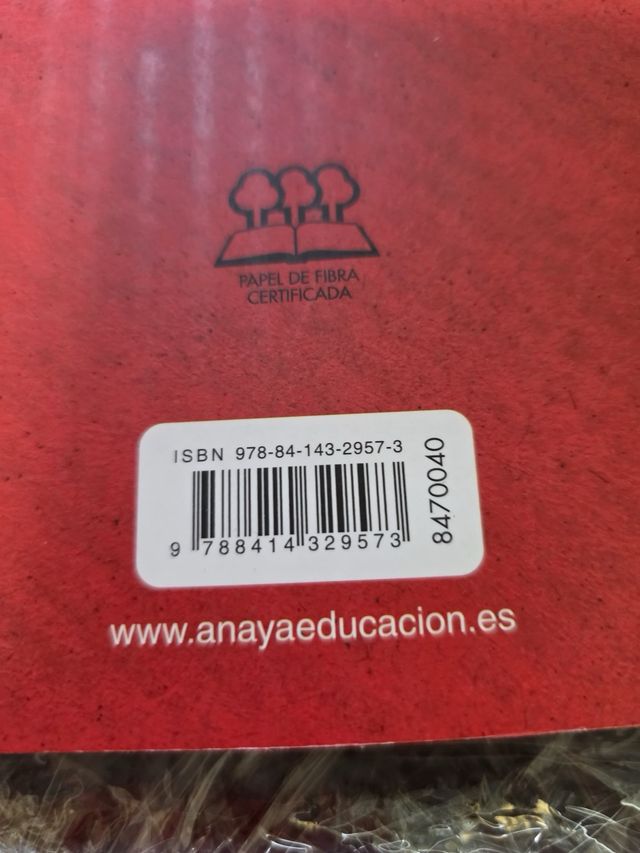 PAPEL DE FIBRA
CERTIFICADA
ISBN 978-84-143-2957-3
9 788414 329573
8470040
www.anayaeducacion.es